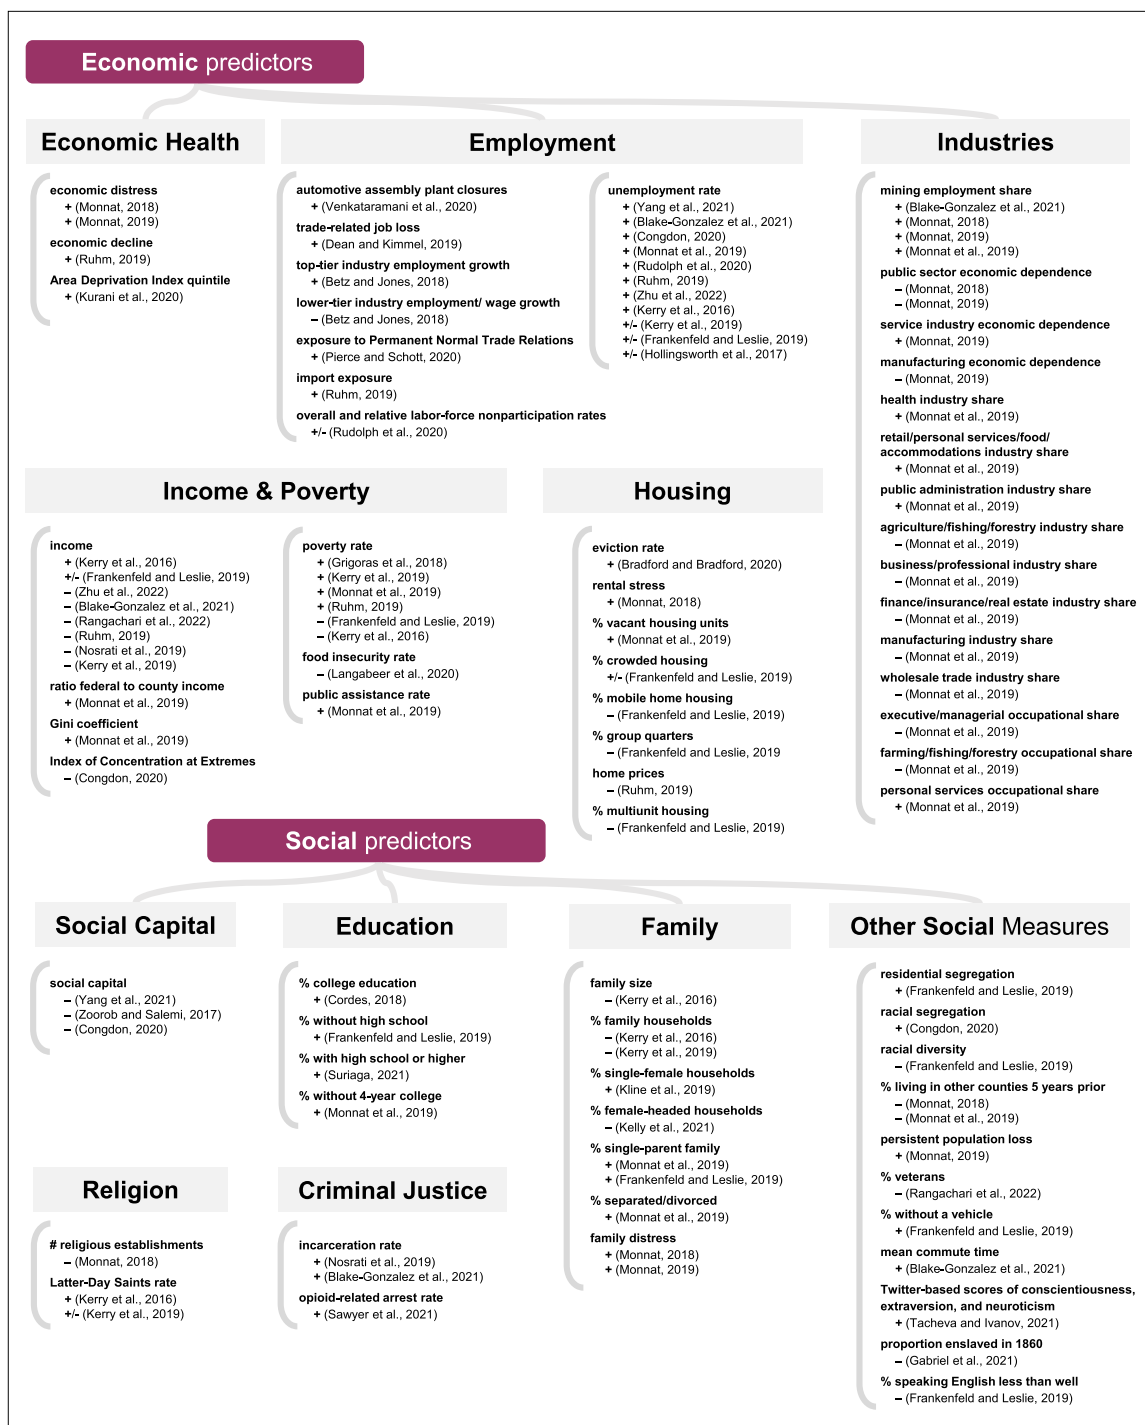 Economic predictors
Economic Health
economic distress
+ (Monnat, 2018)
+ (Monnat, 2019)
economic decline
+ (Ruhm, 2019)
Area Deprivation Index quintile
+ (Kurani et al., 2020)
Employment
automotive assembly plant closures
+ (Venkataramani et al., 2020)
trade-related job loss
+ (Dean and Kimmel, 2019)
top-tier industry employment growth
+ (Betz and Jones, 2018)
lower-tier industry employment/ wage growth
– (Betz and Jones, 2018)
exposure to Permanent Normal Trade Relations
+ (Pierce and Schott, 2020)
import exposure
+ (Ruhm, 2019)
overall and relative labor-force nonparticipation rates
+/- (Rudolph et al., 2020)
unemployment rate
+ (Yang et al., 2021)
+ (Blake-Gonzalez et al., 2021)
+ (Congdon, 2020)
+ (Monnat et al., 2019)
+ (Rudolph et al., 2020)
+ (Ruhm, 2019)
+ (Zhu et al., 2022)
+ (Kerry et al., 2016)
+/- (Kerry et al., 2019)
+/- (Frankenfeld and Leslie, 2019)
+/- (Hollingsworth et al., 2017)
Industries
mining employment share
+ (Blake-Gonzalez et al., 2021)
+ (Monnat, 2018)
+ (Monnat, 2019)
+ (Monnat et al., 2019)
public sector economic dependence
– (Monnat, 2018)
– (Monnat, 2019)
service industry economic dependence
+ (Monnat, 2019)
manufacturing economic dependence
– (Monnat, 2019)
health industry share
+ (Monnat et al., 2019)
retail/personal services/food/
accommodations industry share
+ (Monnat et al., 2019)
public administration industry share
+ (Monnat et al., 2019)
agriculture/fishing/forestry industry share
– (Monnat et al., 2019)
business/professional industry share
– (Monnat et al., 2019)
finance/insurance/real estate industry share
– (Monnat et al., 2019)
manufacturing industry share
– (Monnat et al., 2019)
wholesale trade industry share
– (Monnat et al., 2019)
executive/managerial occupational share
– (Monnat et al., 2019)
farming/fishing/forestry occupational share
– (Monnat et al., 2019)
personal services occupational share
+ (Monnat et al., 2019)
Income & Poverty
income
+ (Kerry et al., 2016)
+/- (Frankenfeld and Leslie, 2019)
– (Zhu et al., 2022)
– (Blake-Gonzalez et al., 2021)
– (Rangachari et al., 2022)
– (Ruhm, 2019)
– (Nosrati et al., 2019)
– (Kerry et al., 2019)
ratio federal to county income
+ (Monnat et al., 2019)
Gini coefficient
+ (Monnat et al., 2019)
Index of Concentration at Extremes
– (Congdon, 2020)
poverty rate
+ (Grigoras et al., 2018)
+ (Kerry et al., 2019)
+ (Monnat et al., 2019)
+ (Ruhm, 2019)
– (Frankenfeld and Leslie, 2019)
– (Kerry et al., 2016)
food insecurity rate
– (Langabeer et al., 2020)
public assistance rate
+ (Monnat et al., 2019)
Housing
eviction rate
+ (Bradford and Bradford, 2020)
rental stress
+ (Monnat, 2018)
% vacant housing units
+ (Monnat et al., 2019)
% crowded housing
+/- (Frankenfeld and Leslie, 2019)
% mobile home housing
– (Frankenfeld and Leslie, 2019)
% group quarters
– (Frankenfeld and Leslie, 2019
home prices
– (Ruhm, 2019)
% multiunit housing
– (Frankenfeld and Leslie, 2019)
Social predictors
Social Capital
social capital
– (Yang et al., 2021)
– (Zoorob and Salemi, 2017)
– (Congdon, 2020)
Education
% college education
+ (Cordes, 2018)
% without high school
+ (Frankenfeld and Leslie, 2019)
% with high school or higher
+ (Suriaga, 2021)
% without 4-year college
+ (Monnat et al., 2019)
Family
family size
– (Kerry et al., 2016)
% family households
– (Kerry et al., 2016)
– (Kerry et al., 2019)
% single-female households
+ (Kline et al., 2019)
% female-headed households
– (Kelly et al., 2021)
% single-parent family
+ (Monnat et al., 2019)
+ (Frankenfeld and Leslie, 2019)
% separated/divorced
+ (Monnat et al., 2019)
family distress
+ (Monnat, 2018)
+ (Monnat, 2019)
Other Social Measures
residential segregation
+ (Frankenfeld and Leslie, 2019)
racial segregation
+ (Congdon, 2020)
racial diversity
– (Frankenfeld and Leslie, 2019)
% living in other counties 5 years prior
– (Monnat, 2018)
– (Monnat et al., 2019)
persistent population loss
+ (Monnat, 2019)
% veterans
– (Rangachari et al., 2022)
% without a vehicle
+ (Frankenfeld and Leslie, 2019)
mean commute time
+ (Blake-Gonzalez et al., 2021)
Twitter-based scores of conscientiousness,
extraversion, and neuroticism
+ (Tacheva and Ivanov, 2021)
proportion enslaved in 1860
– (Gabriel et al., 2021)
% speaking English less than well
– (Frankenfeld and Leslie, 2019)
Religion
# religious establishments
– (Monnat, 2018)
Latter-Day Saints rate
+ (Kerry et al., 2016)
+/- (Kerry et al., 2019)
Criminal Justice
incarceration rate
+ (Nosrati et al., 2019)
+ (Blake-Gonzalez et al., 2021)
opioid-related arrest rate
+ (Sawyer et al., 2021)